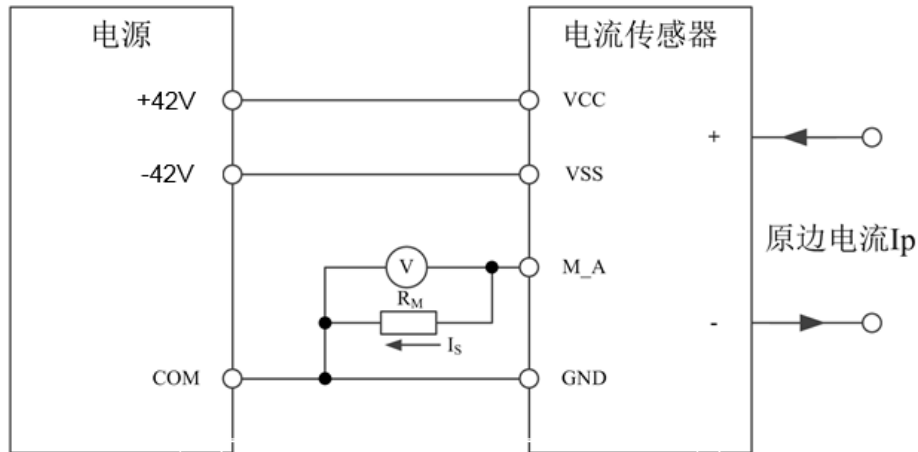 电源
电流传感器
+42V
VCC
-42V
VSS
+
原边电流Ip
V
M_A
R_M
I_S
-
COM
GND